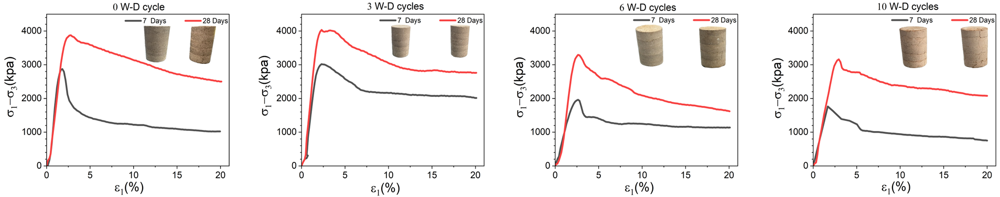 0 W-D cycle
7 Days
28 Days
4000
3000
2000
1000
0
σ₁–σ₃(kpa)
0
5
10
15
20
ε₁(%)
3 W-D cycles
7 Days
28 Days
4000
3000
2000
1000
0
σ₁–σ₃(kpa)
0
5
10
15
20
ε₁(%)
6 W-D cycles
7 Days
28 Days
4000
3000
2000
1000
0
σ₁–σ₃(kpa)
0
5
10
15
20
ε₁(%)
10 W-D cycles
7 Days
28 Days
4000
3000
2000
1000
0
σ₁–σ₃(kpa)
0
5
10
15
20
ε₁(%)